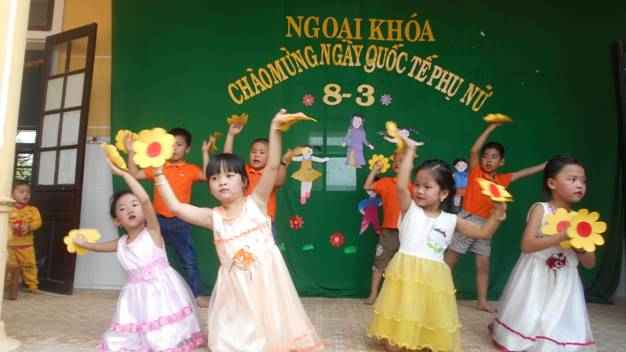 NGOẠI KHÓA
CHÀO MỪNG NGÀY QUỐC TẾ PHỤ NỮ
8-3